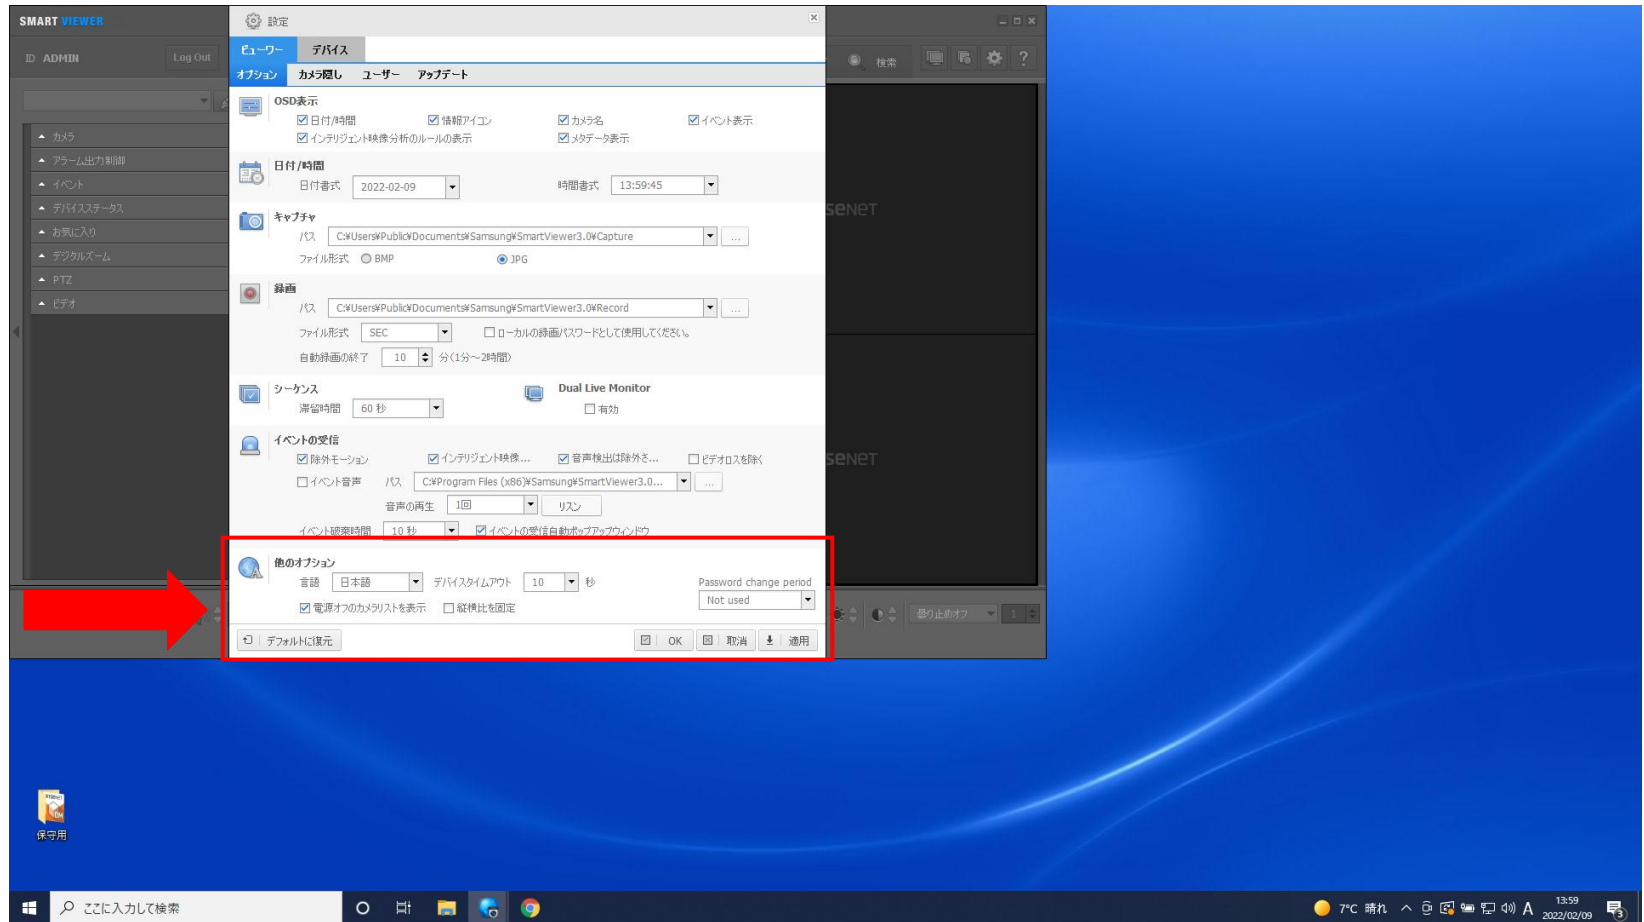 SMART VIEWER
設定
ID ADMIN
Log Out
ビューワー
デバイス
検索
オプション
カメラ隠し
ユーザー
アップデート
OSD表示
日付/時間
情報アイコン
カメラ名
イベント表示
インテリジェント映像分析のルールの表示
メタデータ表示
カメラ
アラーム出力制御
イベント
デバイスステータス
お気に入り
デジタルズーム
PTZ
ビデオ
日付/時間
日付書式 2022-02-09
時間書式 13:59:45
キャプチャ
パス C:¥Users¥Public¥Documents¥Samsung¥SmartViewer3.0¥Capture ...
ファイル形式 BMP JPG
録画
パス C:¥Users¥Public¥Documents¥Samsung¥SmartViewer3.0¥Record ...
ファイル形式 SEC ローカルの録画パスワードとして使用してください。
自動録画の終了 10 分(1分~2時間)
シーケンス
Dual Live Monitor
滞留時間 60 秒
有効
イベントの受信
除外モーション
インテリジェント映像...
音声検出は除外さ...
ビデオロスを除く
イベント音声 パス C:¥Program Files (x86)¥Samsung¥SmartViewer3.0... ...
音声の再生 1回 リスン
イベント破棄時間 10 秒 イベントの受信自動ポップアップウィンドウ
SENET
SENET
他のオプション
言語 日本語 デバイスタイムアウト 10 秒
Password change period
Not used
電源オフのカメラリストを表示 縦横比を固定
曇り止めオフ 1
デフォルトに復元
OK 取消 適用
保守用
ここに入力して検索
7°C 晴れ
A
13:59
2022/02/09
3